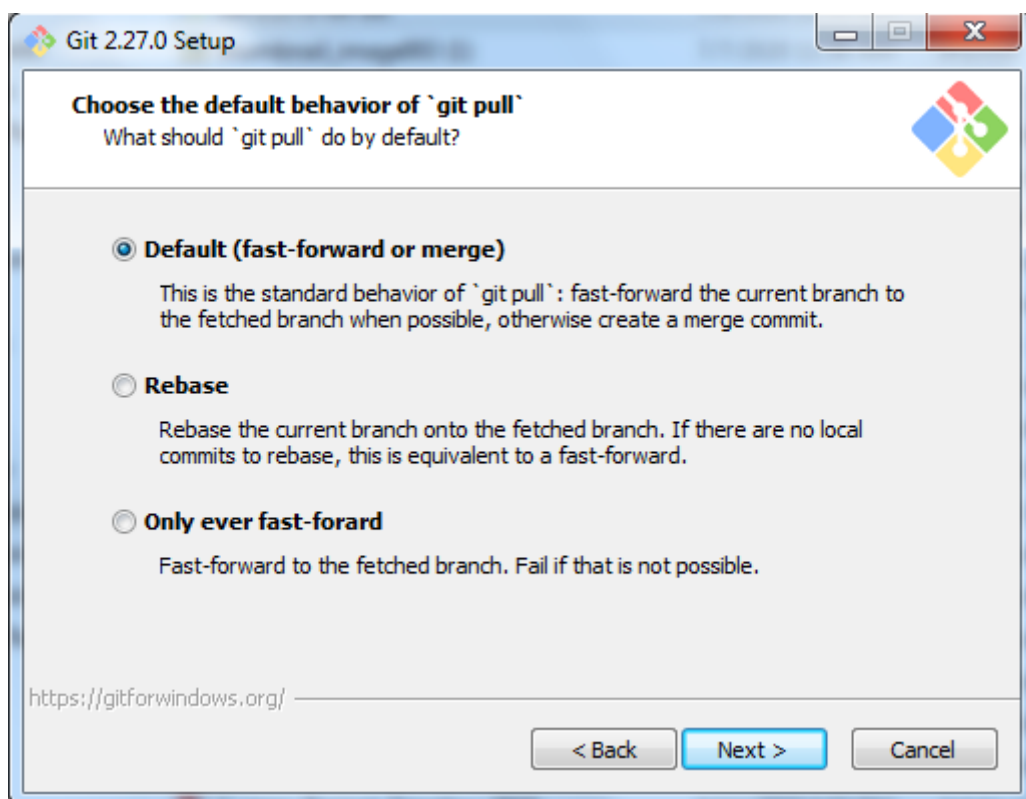 Git 2.27.0 Setup
Choose the default behavior of `git pull`
What should `git pull` do by default?
Default (fast-forward or merge)
This is the standard behavior of `git pull`: fast-forward the current branch to
the fetched branch when possible, otherwise create a merge commit.
Rebase
Rebase the current branch onto the fetched branch. If there are no local
commits to rebase, this is equivalent to a fast-forward.
Only ever fast-forard
Fast-forward to the fetched branch. Fail if that is not possible.
https://gitforwindows.org/
< Back
Next >
Cancel